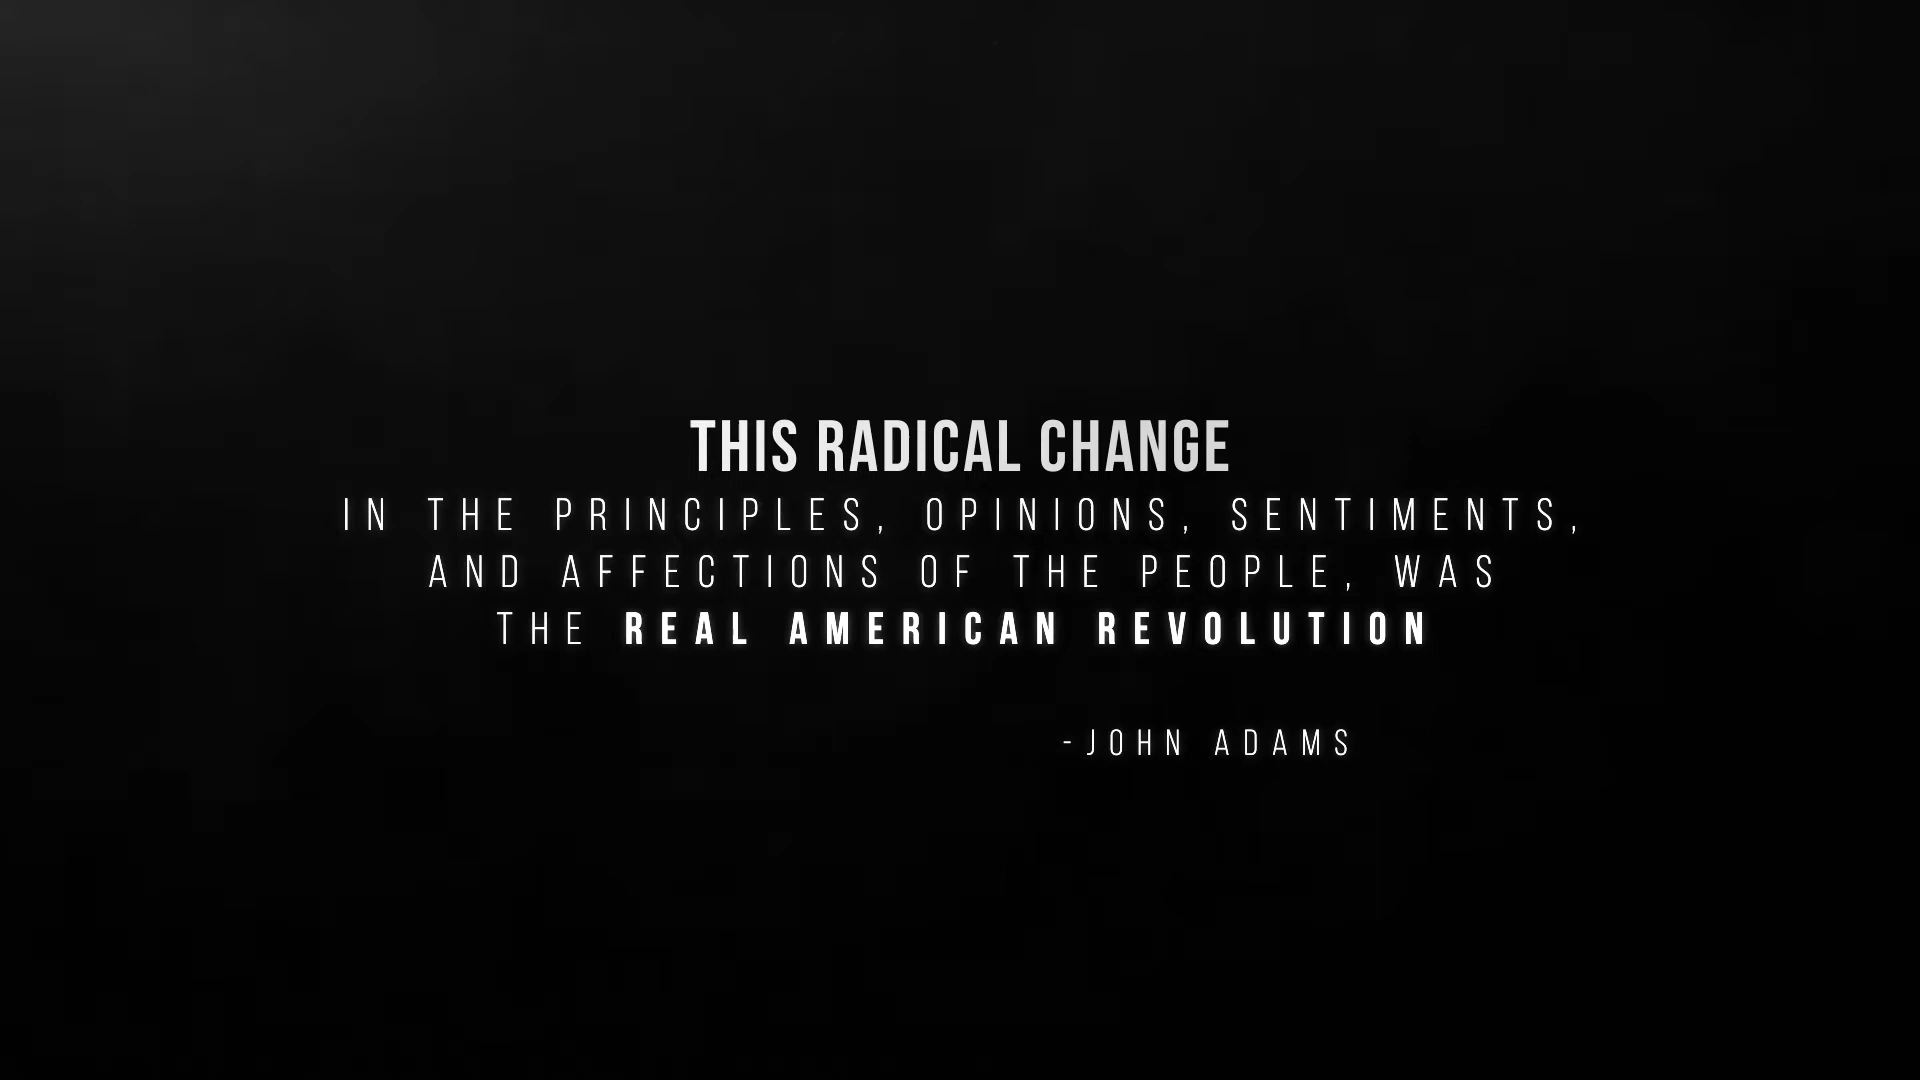 THIS RADICAL CHANGE
IN THE PRINCIPLES, OPINIONS, SENTIMENTS,
AND AFFECTIONS OF THE PEOPLE, WAS
THE REAL AMERICAN REVOLUTION
-JOHN ADAMS